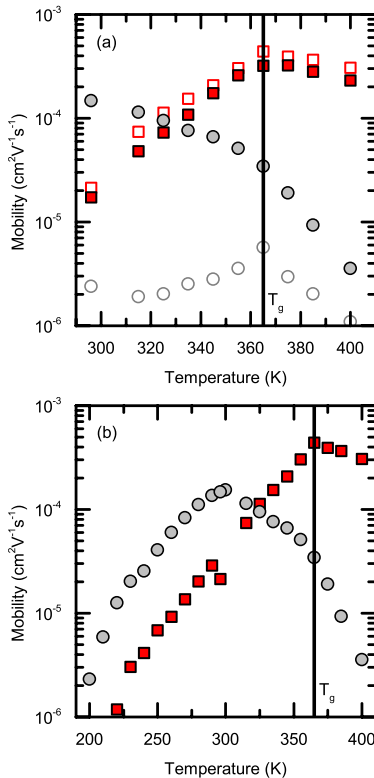 (a)
10⁻³
10⁻⁴
10⁻⁵
10⁻⁶
Mobility (cm²V⁻¹s⁻¹)
T_g
300 320 340 360 380 400
Temperature (K)
(b)
10⁻³
10⁻⁴
10⁻⁵
10⁻⁶
Mobility (cm²V⁻¹s⁻¹)
T_g
200 250 300 350 400
Temperature (K)